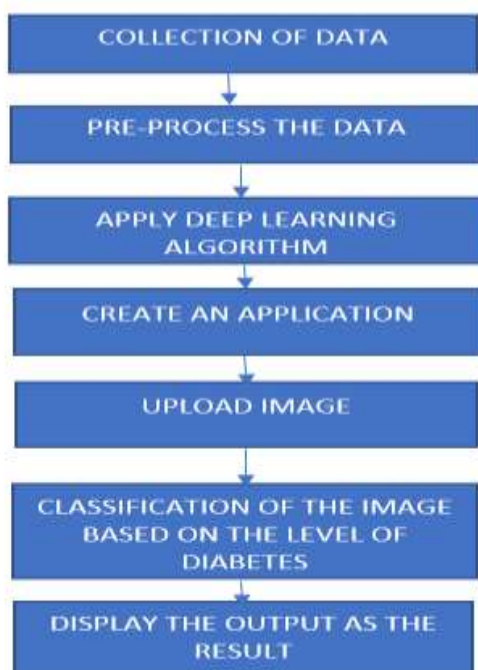 COLLECTION OF DATA
PRE-PROCESS THE DATA
APPLY DEEP LEARNING
ALGORITHM
CREATE AN APPLICATION
UPLOAD IMAGE
CLASSIFICATION OF THE IMAGE
BASED ON THE LEVEL OF
DIABETES
DISPLAY THE OUTPUT AS THE
RESULT